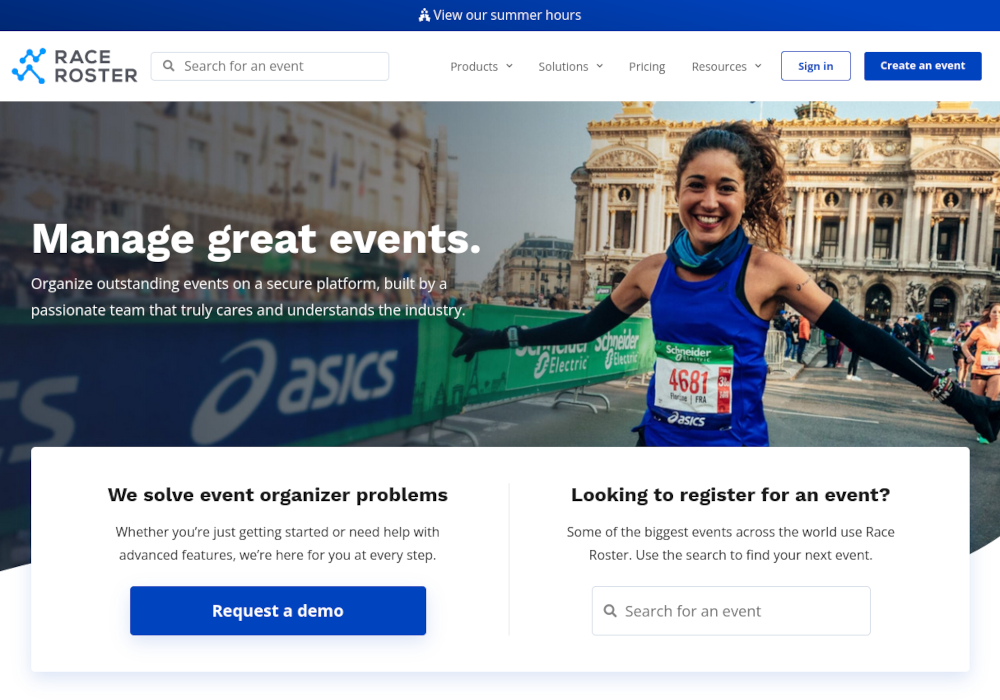 View our summer hours
RACE
ROSTER
Search for an event
Products
Solutions
Pricing
Resources
Sign in
Create an event
Manage great events.
Organize outstanding events on a secure platform, built by a
passionate team that truly cares and understands the industry.
asics
Schneider
Electric
Schneider
Electric
Schneider
Electric
4681
FRA
asics
We solve event organizer problems
Whether you’re just getting started or need help with
advanced features, we’re here for you at every step.
Request a demo
Looking to register for an event?
Some of the biggest events across the world use Race
Roster. Use the search to find your next event.
Search for an event